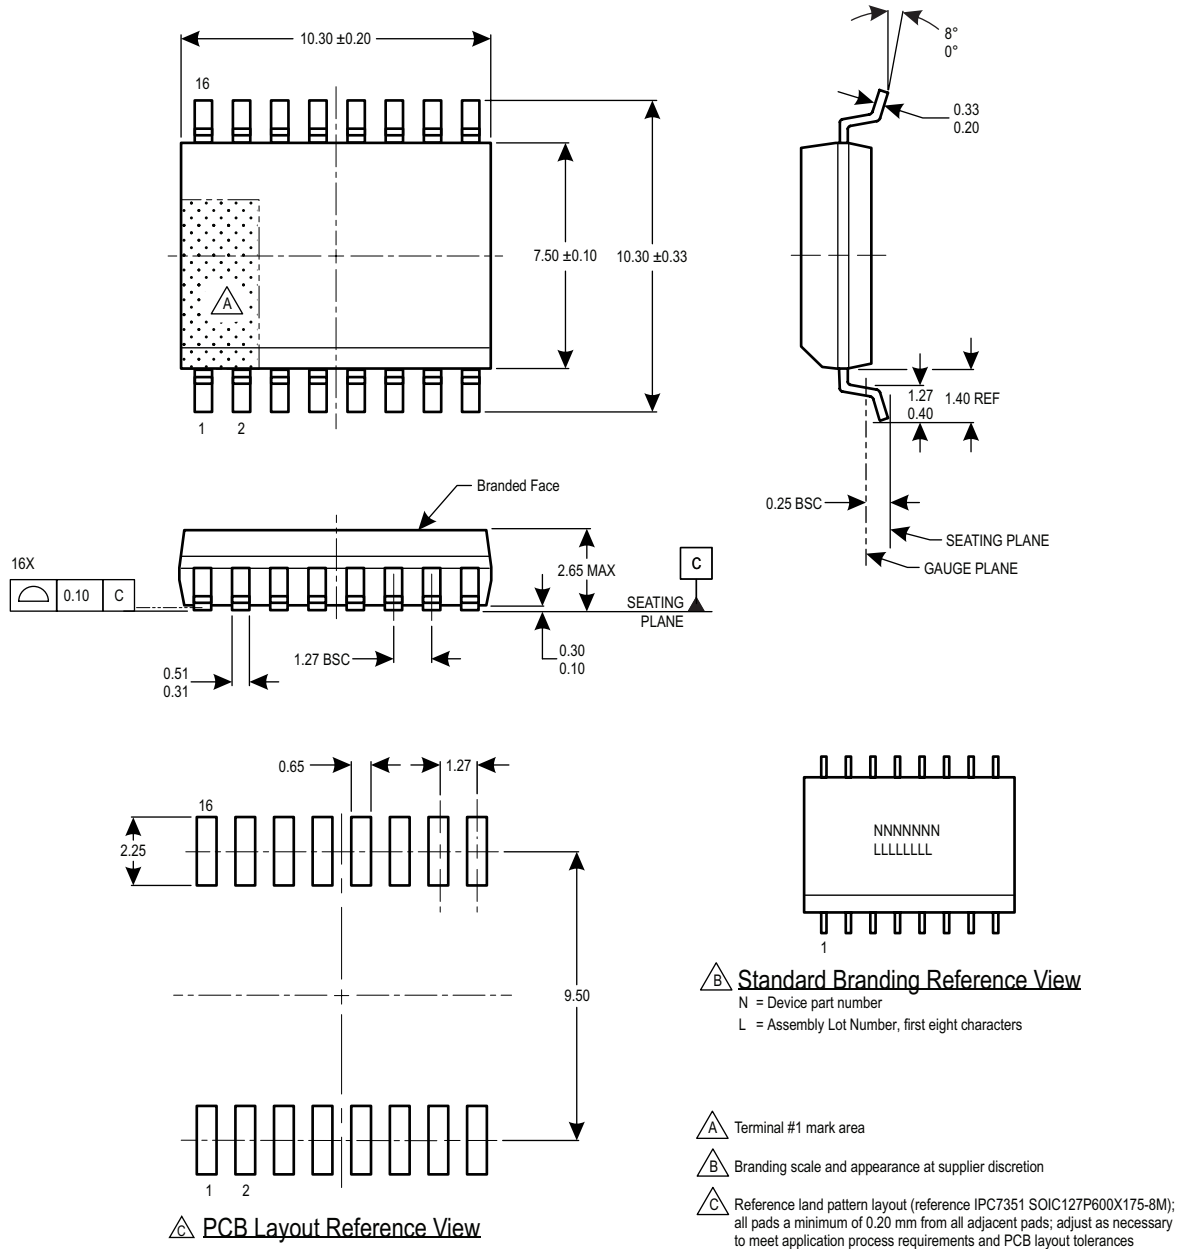 10.30 ±0.20
16
8°
0°
0.33
0.20
7.50 ±0.10
10.30 ±0.33
A
1 2
1.27
0.40
1.40 REF
0.25 BSC
SEATING PLANE
GAUGE PLANE
Branded Face
16X
0.10 C
2.65 MAX
C
SEATING
PLANE
0.30
0.10
1.27 BSC
0.51
0.31
0.65
1.27
16
2.25
9.50
1 2
C PCB Layout Reference View
NNNNNNN
LLLLLLLL
1
B Standard Branding Reference View
N = Device part number
L = Assembly Lot Number, first eight characters
A Terminal #1 mark area
B Branding scale and appearance at supplier discretion
C Reference land pattern layout (reference IPC7351 SOIC127P600X175-8M);
all pads a minimum of 0.20 mm from all adjacent pads; adjust as necessary
to meet application process requirements and PCB layout tolerances